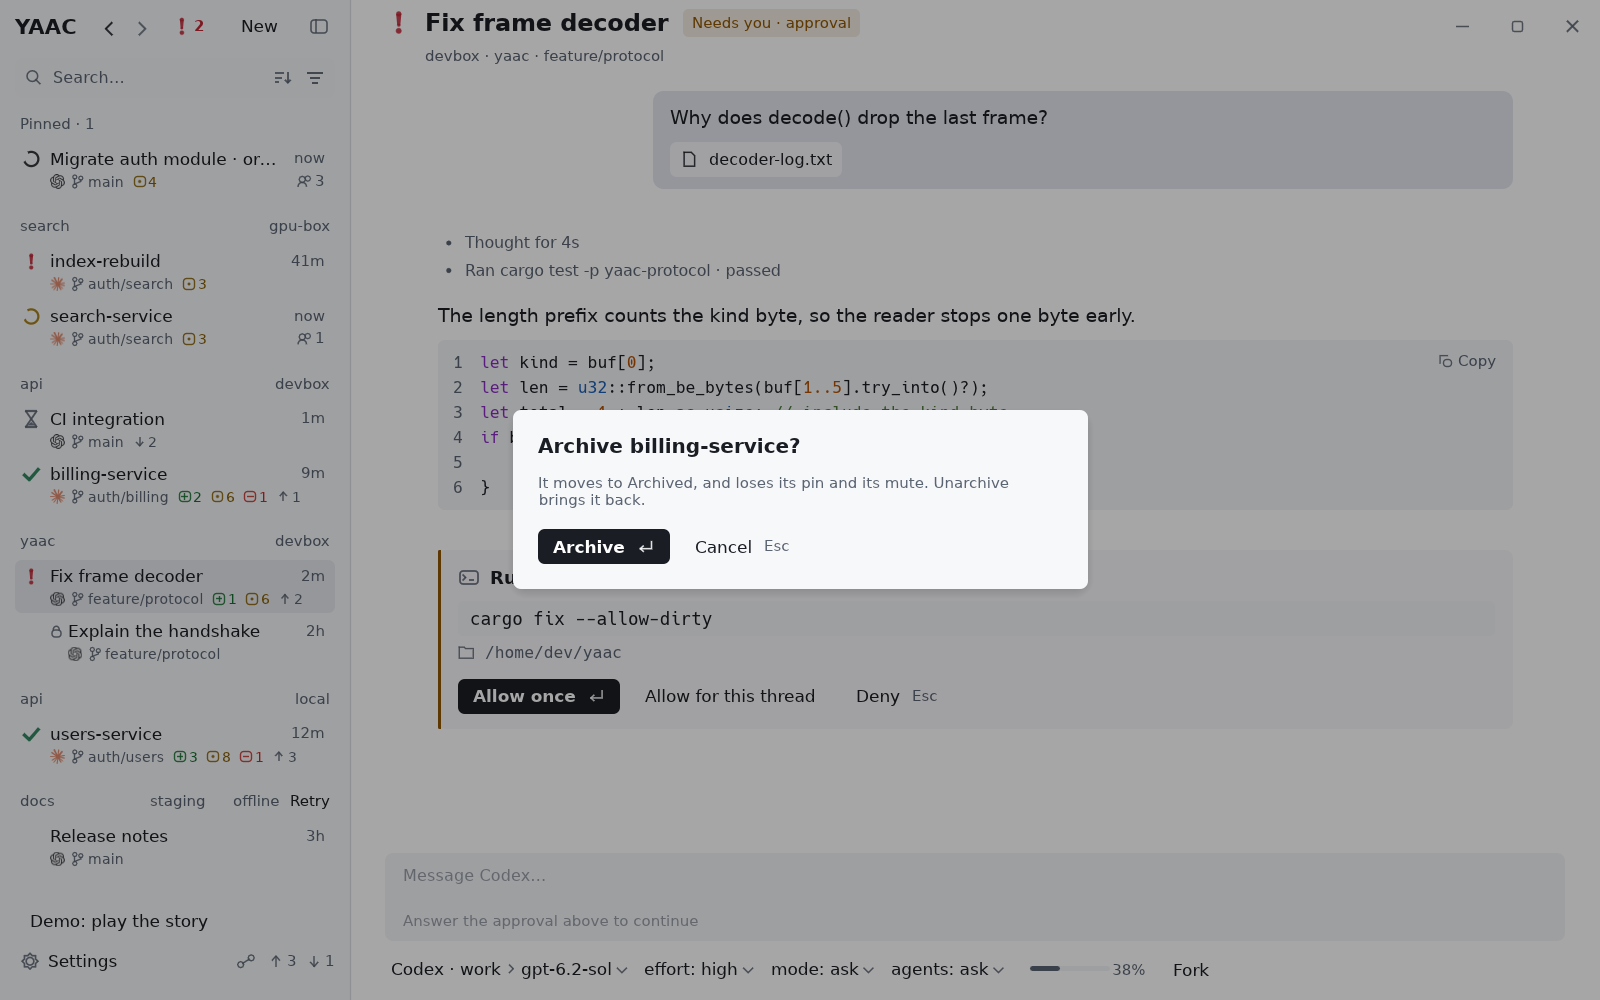 YAAC 2 New
Search...
Pinned · 1
Migrate auth module · or... now
main 4 3
search gpu-box
index-rebuild 41m
auth/search 3
search-service now
auth/search 3 1
api devbox
CI integration 1m
main ↓2
billing-service 9m
auth/billing 2 6 1 ↑1
yaac devbox
Fix frame decoder 2m
feature/protocol 1 6 ↑2
Explain the handshake 2h
feature/protocol
api local
users-service 12m
auth/users 3 8 1 ↑3
docs staging offline Retry
Release notes 3h
main
Demo: play the story
Settings ↑3 ↓1
Fix frame decoder Needs you · approval
devbox · yaac · feature/protocol
Why does decode() drop the last frame?
decoder-log.txt
• Thought for 4s
• Ran cargo test -p yaac-protocol · passed
The length prefix counts the kind byte, so the reader stops one byte early.
Copy
1 let kind = buf[0];
2 let len = u32::from_be_bytes(buf[1..5].try_into()?);
3 let
4 if
5
6 }
Archive billing-service?
It moves to Archived, and loses its pin and its mute. Unarchive
brings it back.
Archive ↵ Cancel Esc
cargo fix --allow-dirty
/home/dev/yaac
Allow once ↵ Allow for this thread Deny Esc
Message Codex...
Answer the approval above to continue
Codex · work › gpt-6.2-sol effort: high mode: ask agents: ask 38% Fork